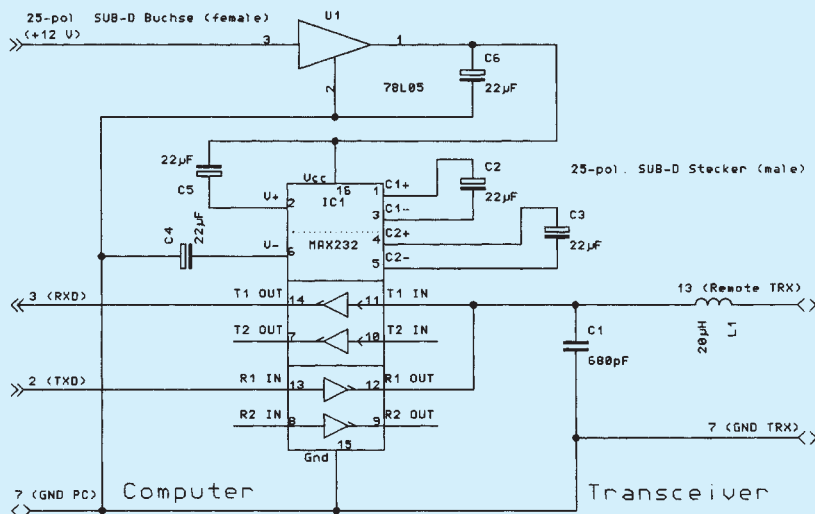 25-pol. SUB-D Buchse (female)
(+12 V)
U1
3
1
2
78L05
C6
22µF
22µF
C5
Vcc
16
IC1
MAX232
V+
2
V-
6
C4
22µF
1
C1+
3
C1-
4
C2+
5
C2-
C2
22µF
C3
22µF
25-pol. SUB-D Stecker (male)
3 (RXD)
T1 OUT
14
11
T1 IN
T2 OUT
7
10
T2 IN
13 (Remote TRX)
20µH
L1
C1
680pF
2 (TXD)
R1 IN
13
12
R1 OUT
R2 IN
8
9
R2 OUT
15
Gnd
7 (GND TRX)
7 (GND PC)
Computer
Transceiver